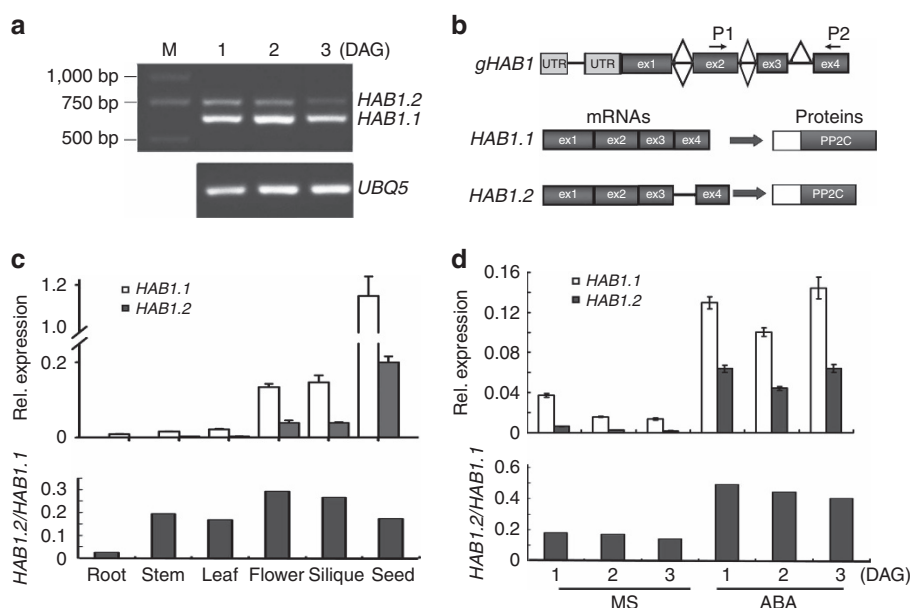 a
M 1 2 3 (DAG)
1,000 bp
750 bp
500 bp
HAB1.2
HAB1.1
UBQ5
b
P1 P2
gHAB1 UTR UTR ex1 ex2 ex3 ex4
mRNAs Proteins
HAB1.1 ex1 ex2 ex3 ex4 PP2C
HAB1.2 ex1 ex2 ex3 ex4 PP2C
c
HAB1.1
HAB1.2
Rel. expression
1.2
1.0
0.2
0
HAB1.2/HAB1.1
0.3
0.2
0.1
0
Root Stem Leaf Flower Silique Seed
d
HAB1.1
HAB1.2
Rel. expression
0.16
0.12
0.08
0.04
0
HAB1.2/HAB1.1
0.6
0.4
0.2
0
1 2 3 1 2 3 (DAG)
MS ABA